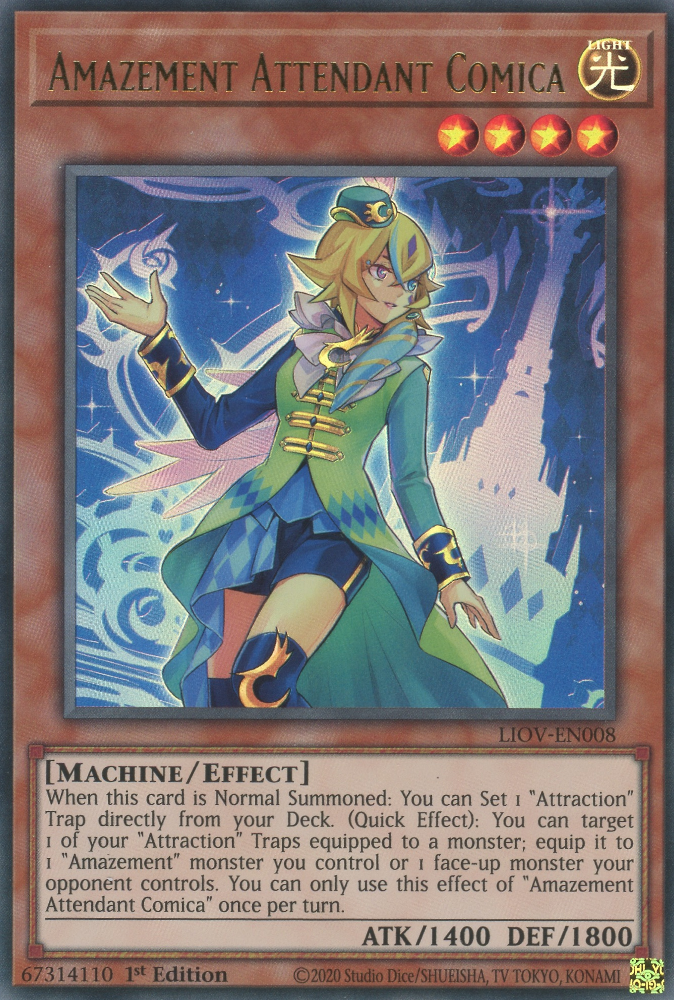 LIGHT
光
AMAZEMENT ATTENDANT COMICA
LIOV-EN008
[MACHINE/EFFECT]
When this card is Normal Summoned: You can Set 1 "Attraction"
Trap directly from your Deck. (Quick Effect): You can target
1 of your "Attraction" Traps equipped to a monster; equip it to
1 "Amazement" monster you control or 1 face-up monster your
opponent controls. You can only use this effect of "Amazement
Attendant Comica" once per turn.
ATK/1400 DEF/1800
67314110 1st Edition ©2020 Studio Dice/SHUEISHA, TV TOKYO, KONAMI